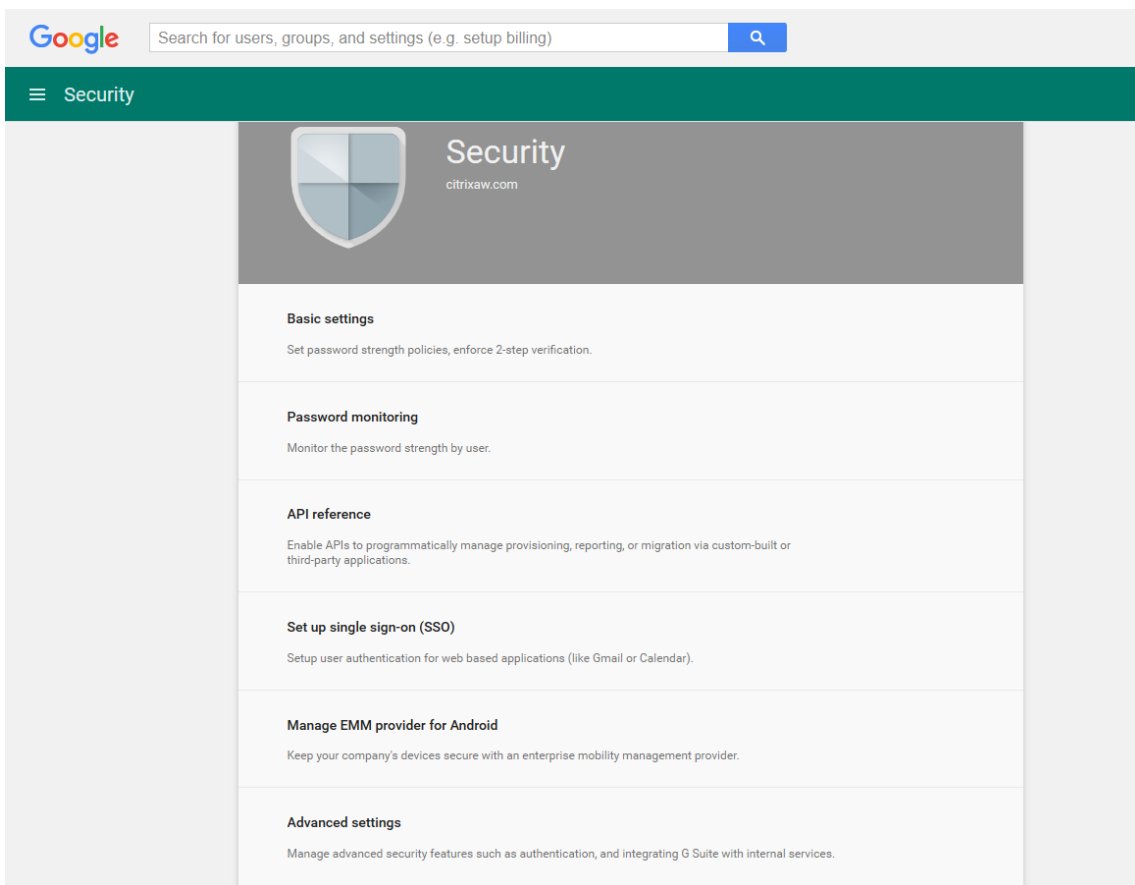 Google
Search for users, groups, and settings (e.g. setup billing)
Security
Security
citrixaw.com
Basic settings
Set password strength policies, enforce 2-step verification.
Password monitoring
Monitor the password strength by user.
API reference
Enable APIs to programmatically manage provisioning, reporting, or migration via custom-built or
third-party applications.
Set up single sign-on (SSO)
Setup user authentication for web based applications (like Gmail or Calendar).
Manage EMM provider for Android
Keep your company's devices secure with an enterprise mobility management provider.
Advanced settings
Manage advanced security features such as authentication, and integrating G Suite with internal services.